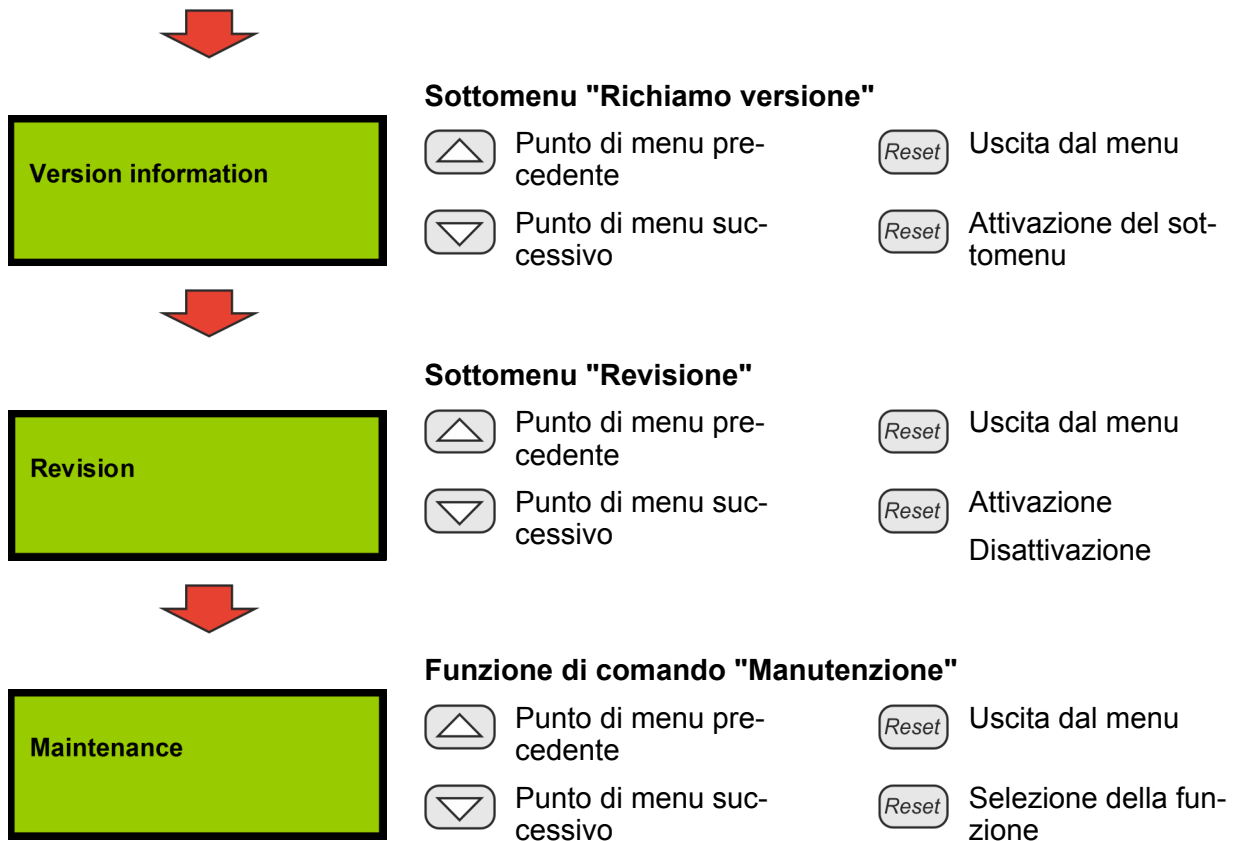 Sottomenu "Richiamo versione"
Version information
Punto di menu pre-
cedente
Reset
Uscita dal menu
Punto di menu suc-
cessivo
Reset
Attivazione del sot-
tomenu
Sottomenu "Revisione"
Revision
Punto di menu pre-
cedente
Reset
Uscita dal menu
Punto di menu suc-
cessivo
Reset
Attivazione
Disattivazione
Funzione di comando "Manutenzione"
Maintenance
Punto di menu pre-
cedente
Reset
Uscita dal menu
Punto di menu suc-
cessivo
Reset
Selezione della fun-
zione